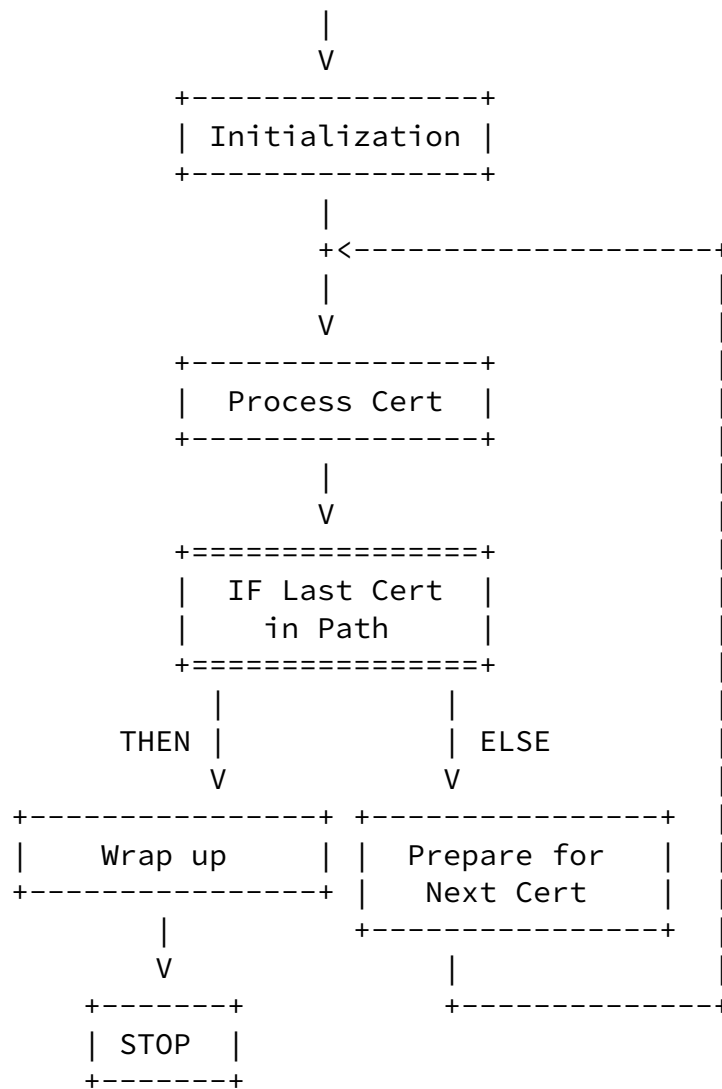 Initialization
Process Cert
IF Last Cert
in Path
THEN
ELSE
Wrap up
Prepare for
Next Cert
STOP